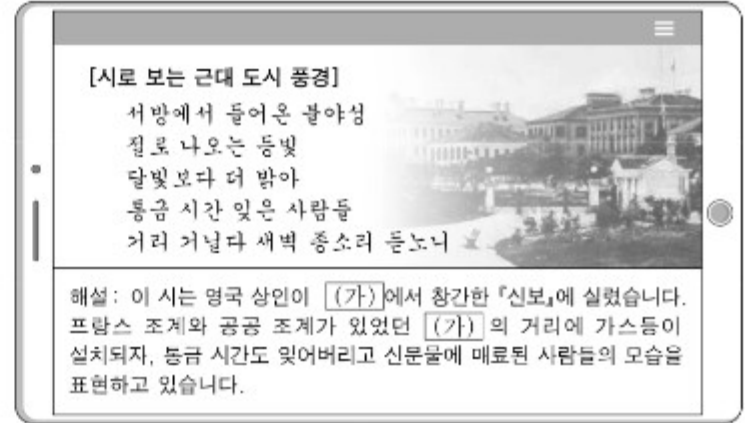 [시로 보는 근대 도시 풍경]
서방에서 들어온 불야성
절로 나오는 등빛
달빛보다 더 밝아
통금 시간 잊은 사람들
거리 거닐다 새벽 종소리 듣노니
해설: 이 시는 영국 상인이 (가)에서 창간한 『신보』에 실렸습니다.
프랑스 조계와 공공 조계가 있었던 (가) 의 거리에 가스등이
설치되자, 통금 시간도 잊어버리고 신문물에 매료된 사람들의 모습을
표현하고 있습니다.